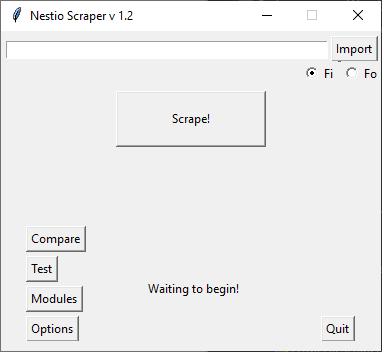 Nestio Scraper v 1.2
Import
Fi Fo
Scrape!
Compare
Test
Waiting to begin!
Modules
Options
Quit